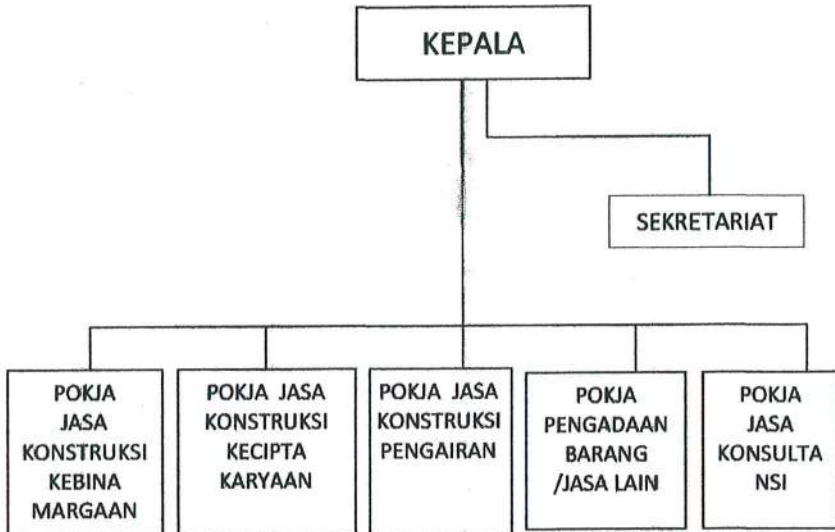 KEPALA
SEKRETARIAT
POKJA
JASA
KONSTRUKSI
KEBINA
MARGAAN
POKJA JASA
KONSTRUKSI
KECIPTA
KARYAAN
POKJA JASA
KONSTRUKSI
PENGAIRAN
POKJA
PENGADAAN
BARANG
/JASA LAIN
POKJA
JASA
KONSULTA
NSI